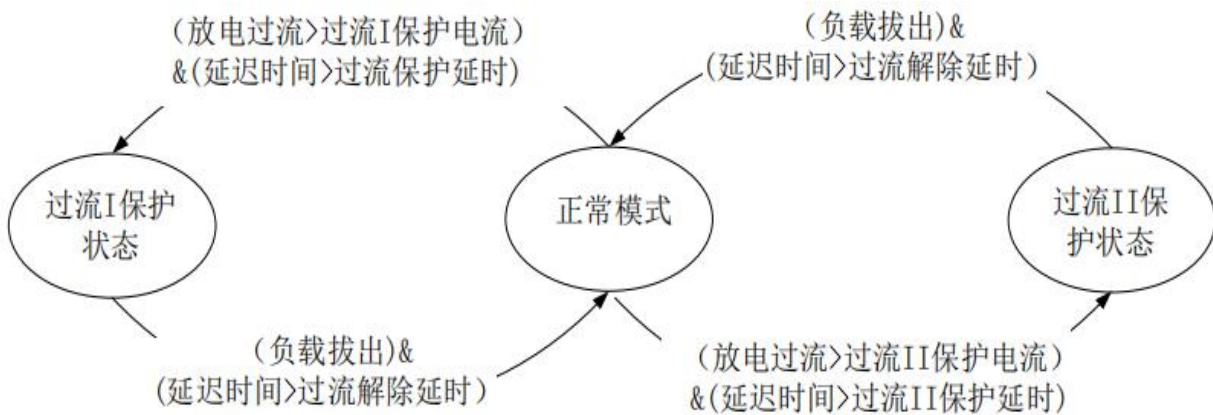 （放电过流>过流I保护电流）
&(延迟时间>过流保护延时)
（负载拔出)&
(延迟时间>过流解除延时）
过流I保护
状态
正常模式
过流II保
护状态
（负载拔出)&
(延迟时间>过流解除延时）
（放电过流>过流II保护电流）
&(延迟时间>过流II保护延时)